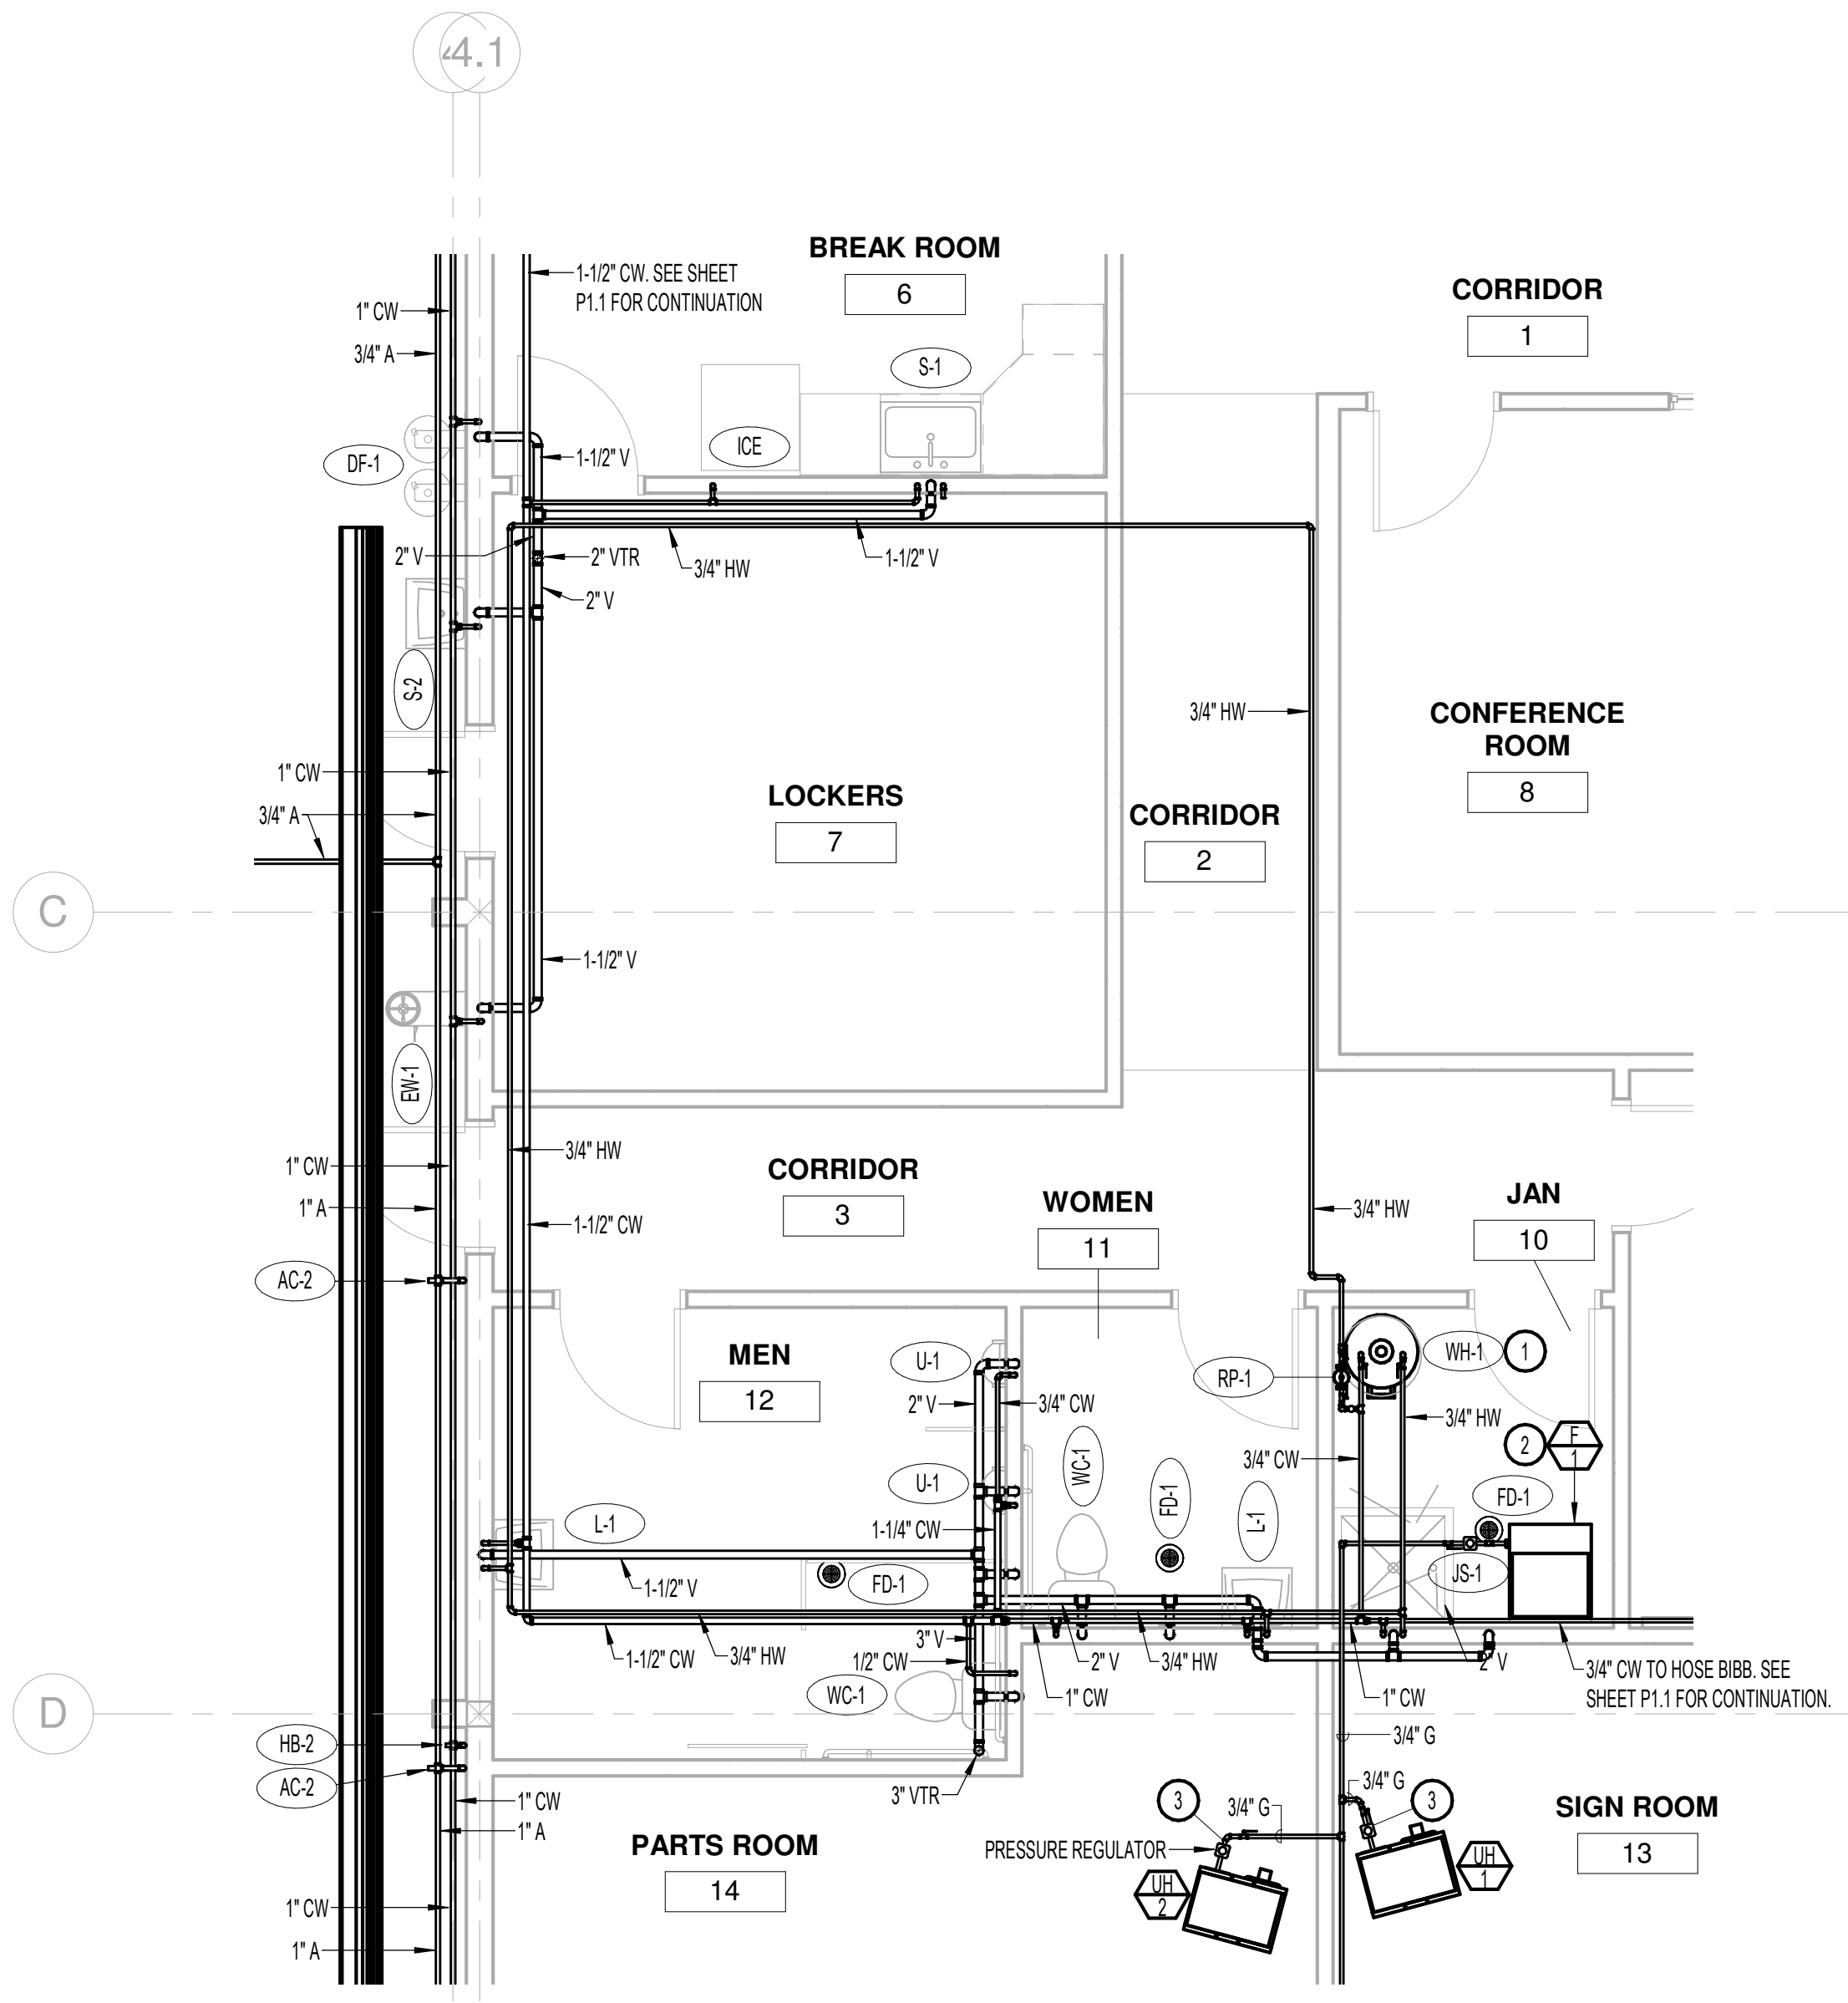 4.1
BREAK ROOM
6
1-1/2" CW. SEE SHEET
P1.1 FOR CONTINUATION
CORRIDOR
1
1" CW
3/4" A
S-1
ICE
DF-1
1-1/2" V
2" V
2" VTR
3/4" HW
1-1/2" V
2" V
S-2
3/4" HW
CONFERENCE
ROOM
8
1" CW
3/4" A
LOCKERS
7
CORRIDOR
2
C
1-1/2" V
EW-1
3/4" HW
1" CW
1" A
CORRIDOR
3
1-1/2" CW
WOMEN
11
3/4" HW
JAN
10
AC-2
MEN
12
U-1
RP-1
WH-1
1
2" V
3/4" CW
3/4" HW
2
F
1
3/4" CW
WC-1
U-1
FD-1
L-1
FD-1
L-1
1-1/4" CW
1-1/2" V
FD-1
JS-1
3" V
1-1/2" CW
3/4" HW
1/2" CW
2" V
3/4" HW
2" V
3/4" CW TO HOSE BIBB. SEE
SHEET P1.1 FOR CONTINUATION.
WC-1
1" CW
1" CW
D
HB-2
AC-2
3/4" G
3" VTR
1" CW
1" A
3
3/4" G
3/4" G
3
SIGN ROOM
13
PARTS ROOM
14
PRESSURE REGULATOR
UH
2
UH
1
1" CW
1" A